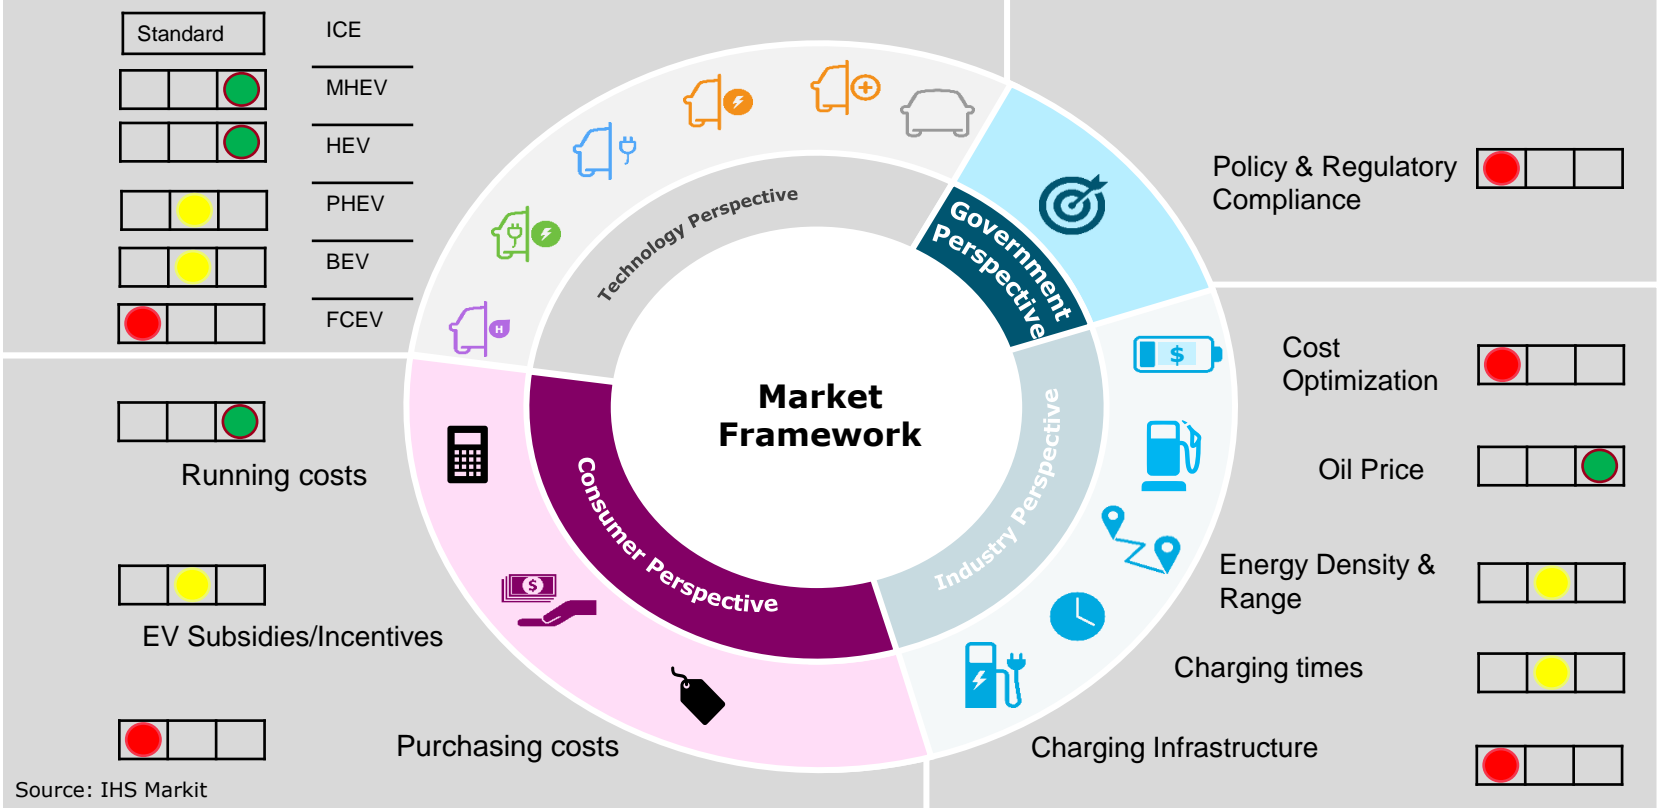 Standard
ICE
MHEV
HEV
PHEV
BEV
FCEV
H
Technology Perspective
Government
Perspective
Policy & Regulatory
Compliance
$
Cost
Optimization
Oil Price
Energy Density &
Range
Charging times
Charging Infrastructure
Industry Perspective
Market
Framework
Consumer Perspective
Running costs
$
EV Subsidies/Incentives
Purchasing costs
Source: IHS Markit